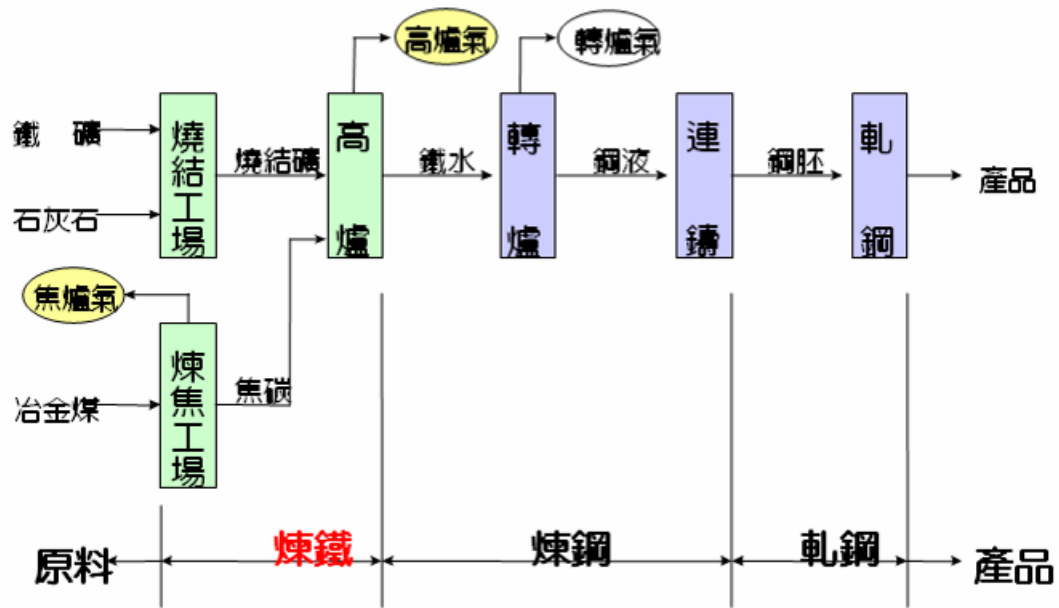 高爐氣
轉爐氣
鐵 礦
石灰石
燒結工場
燒結礦
高爐
鐵水
轉爐
鋼液
連鑄
鋼胚
軋鋼
產品
焦爐氣
冶金煤
煉焦工場
焦碳
原料
煉鐵
煉鋼
軋鋼
產品